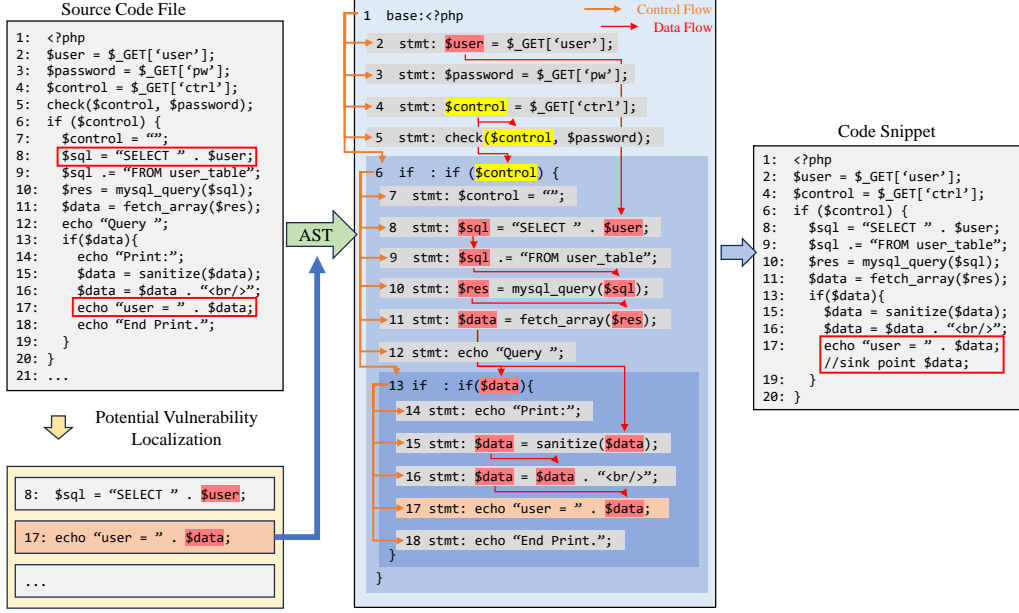 Source Code File
1: <?php
2: $user = $_GET[‘user’];
3: $password = $_GET[‘pw’];
4: $control = $_GET[‘ctrl’];
5: check($control, $password);
6: if ($control) {
7: $control = “”;
8: $sql = “SELECT ” . $user;
9: $sql .= “FROM user_table”;
10: $res = mysql_query($sql);
11: $data = fetch_array($res);
12: echo “Query ”;
13: if($data){
14: echo “Print:”;
15: $data = sanitize($data);
16: $data = $data . “<br/>”;
17: echo “user = ” . $data;
18: echo “End Print.”;
19: }
20: }
21: ...
Potential Vulnerability
Localization
8: $sql = “SELECT ” . $user;
17: echo “user = ” . $data;
...
AST
Control Flow
Data Flow
1 base:<?php
2 stmt: $user = $_GET[‘user’];
3 stmt: $password = $_GET[‘pw’];
4 stmt: $control = $_GET[‘ctrl’];
5 stmt: check($control, $password);
6 if : if ($control) {
7 stmt: $control = “”;
8 stmt: $sql = “SELECT ” . $user;
9 stmt: $sql .= “FROM user_table”;
10 stmt: $res = mysql_query($sql);
11 stmt: $data = fetch_array($res);
12 stmt: echo “Query ”;
13 if : if($data){
14 stmt: echo “Print:”;
15 stmt: $data = sanitize($data);
16 stmt: $data = $data . “<br/>”;
17 stmt: echo “user = ” . $data;
18 stmt: echo “End Print.”;
}
}
Code Snippet
1: <?php
2: $user = $_GET[‘user’];
4: $control = $_GET[‘ctrl’];
6: if ($control) {
8: $sql = “SELECT ” . $user;
9: $sql .= “FROM user_table”;
10: $res = mysql_query($sql);
11: $data = fetch_array($res);
13: if($data){
15: $data = sanitize($data);
16: $data = $data . “<br/>”;
17: echo “user = ” . $data;
//sink point $data;
19: }
20: }